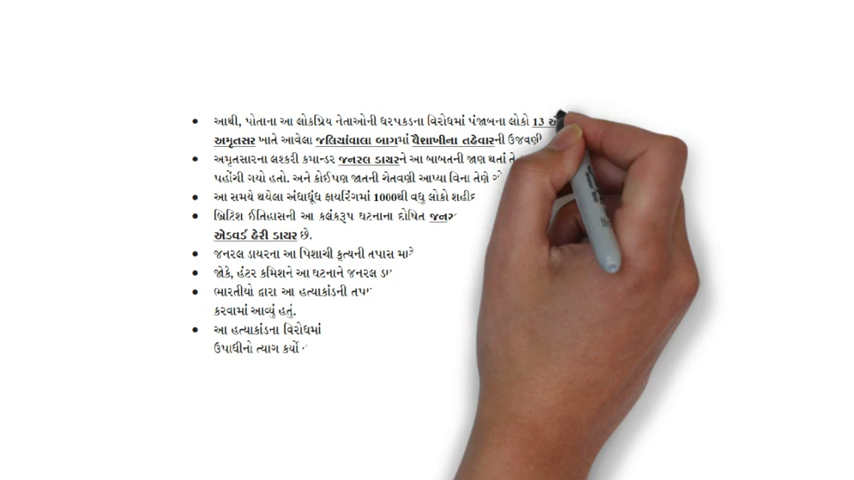 • આથી, પોતાના આ લોકપ્રિય નેતાઓની ધરપકડના વિરોધમાં પંજાબના લોકો 13
અમૃતસર ખાતે આવેલા જલિયાંવાલા બાગમાં વૈશાખીના તહેવારની ઉજવણી
• અમૃતસરના લશ્કરી કમાન્ડર જનરલ ડાયરને આ બાબતની જાણ થતાં તે
પહોંચી ગયો હતો. અને કોઈપણ જાતની ચેતવણી આપ્યા વિના તેણે
• આ સમયે થયેલા અંધાધૂંધ ફાયરિંગમાં 1000થી વધુ લોકો શહીદ
• બ્રિટિશ ઈતિહાસની આ કલંકરૂપ ઘટનાના દોષિત
એડવર્ડ હેરી ડાયર છે.
• જનરલ ડાયરના આ પિશાચી કૃત્યની તપાસ માટે
• જોકે, હંટર કમિશને આ ઘટનાને જનરલ
• ભારતીયો દ્વારા આ હત્યાકાંડની
કરવામાં આવ્યું હતું.
• આ હત્યાકાંડના વિરોધમાં
ઉપાધીનો ત્યાગ કર્યો